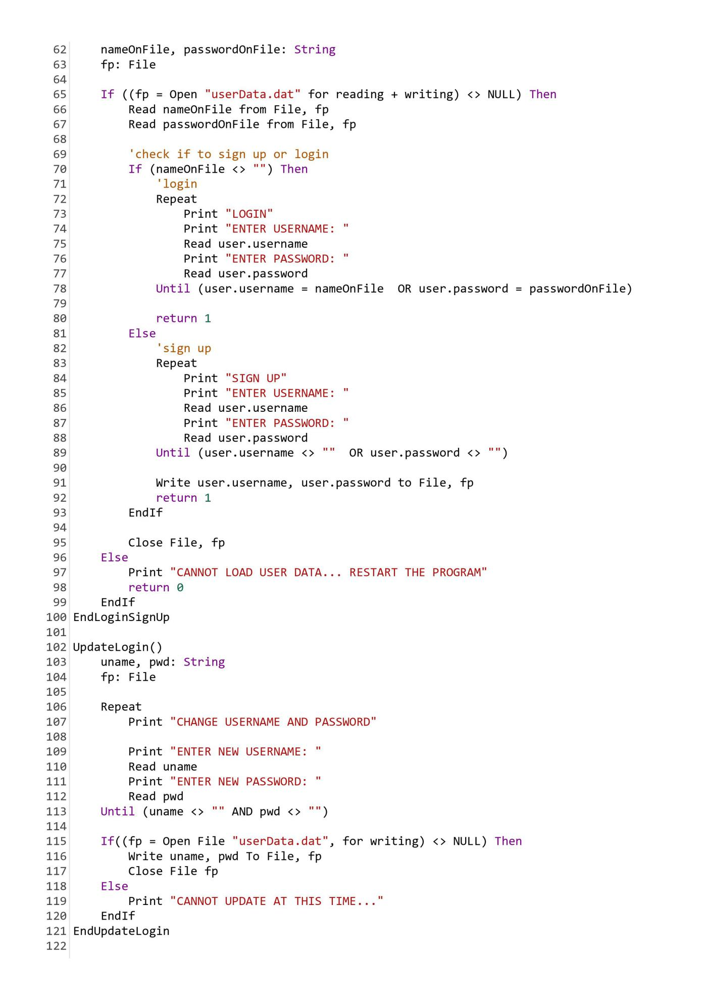 62 nameOnFile, passwordOnFile: String
63 fp: File
64
65 If ((fp = Open "userData.dat" for reading + writing) <> NULL) Then
66 Read nameOnFile from File, fp
67 Read passwordOnFile from File, fp
68
69 'check if to sign up or login
70 If (nameOnFile <> "") Then
71 'login
72 Repeat
73 Print "LOGIN"
74 Print "ENTER USERNAME: "
75 Read user.username
76 Print "ENTER PASSWORD: "
77 Read user.password
78 Until (user.username = nameOnFile  OR user.password = passwordOnFile)
79
80 return 1
81 Else
82 'sign up
83 Repeat
84 Print "SIGN UP"
85 Print "ENTER USERNAME: "
86 Read user.username
87 Print "ENTER PASSWORD: "
88 Read user.password
89 Until (user.username <> ""  OR user.password <> "")
90
91 Write user.username, user.password to File, fp
92 return 1
93 EndIf
94
95 Close File, fp
96 Else
97 Print "CANNOT LOAD USER DATA... RESTART THE PROGRAM"
98 return 0
99 EndIf
100 EndLoginSignUp
101
102 UpdateLogin()
103 uname, pwd: String
104 fp: File
105
106 Repeat
107 Print "CHANGE USERNAME AND PASSWORD"
108
109 Print "ENTER NEW USERNAME: "
110 Read uname
111 Print "ENTER NEW PASSWORD: "
112 Read pwd
113 Until (uname <> "" AND pwd <> "")
114
115 If((fp = Open File "userData.dat", for writing) <> NULL) Then
116 Write uname, pwd To File, fp
117 Close File fp
118 Else
119 Print "CANNOT UPDATE AT THIS TIME..."
120 EndIf
121 EndUpdateLogin
122